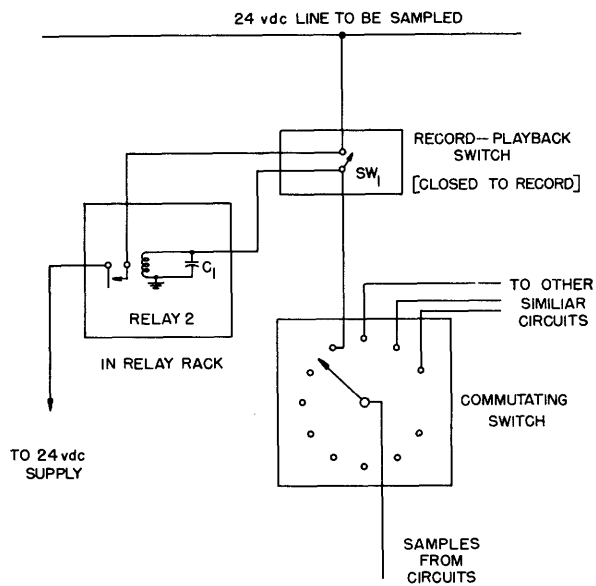 24 vdc LINE TO BE SAMPLED
RECORD—PLAYBACK
SWITCH
[CLOSED TO RECORD]
SW1
C1
RELAY 2
IN RELAY RACK
TO OTHER
SIMILIAR
CIRCUITS
COMMUTATING
SWITCH
TO 24 vdc
SUPPLY
SAMPLES
FROM
CIRCUITS